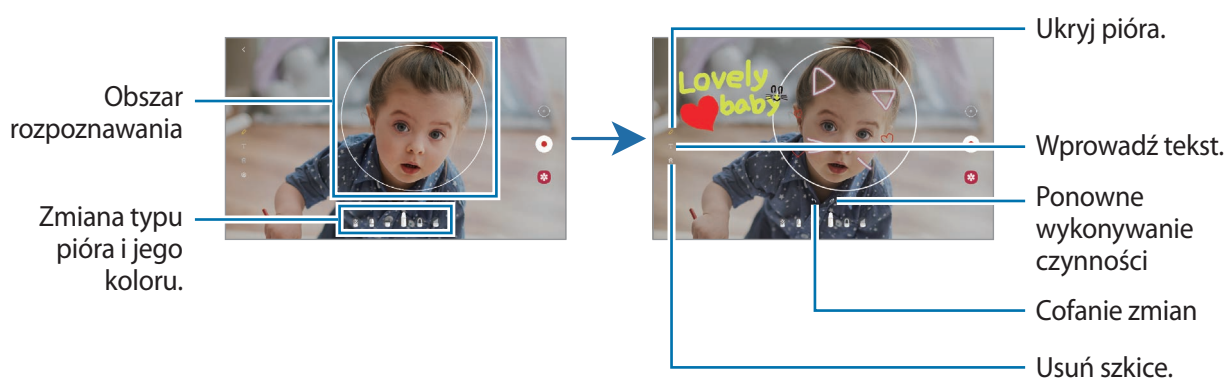 Obszar
rozpoznawania
Zmiana typu
pióra i jego
koloru.
Lovely
baby
Ukryj pióra.
Wprowadź tekst.
Ponowne
wykonywanie
czynności
Cofanie zmian
Usuń szkice.